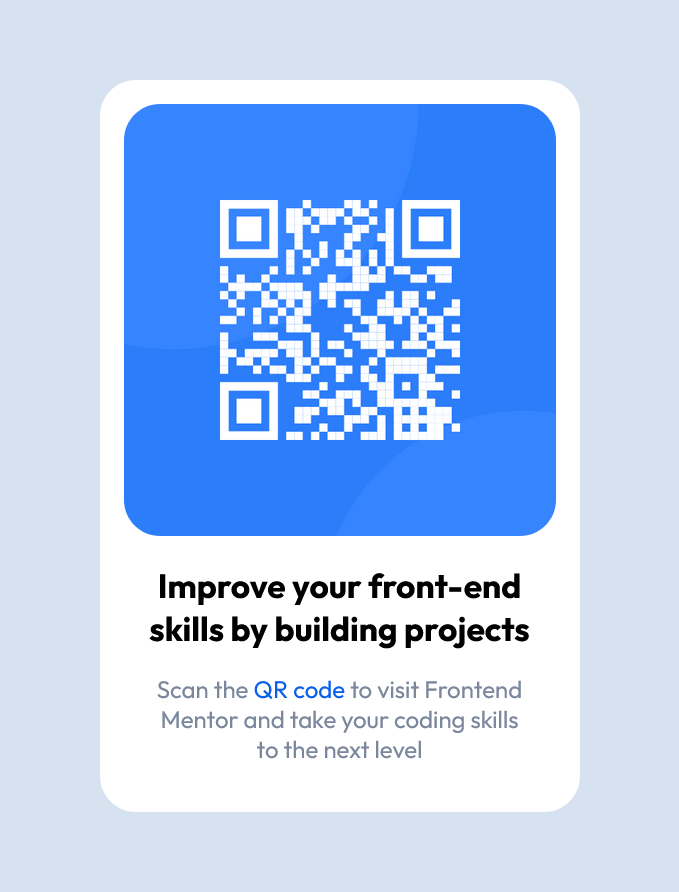 Improve your front-end
skills by building projects
Scan the QR code to visit Frontend
Mentor and take your coding skills
to the next level